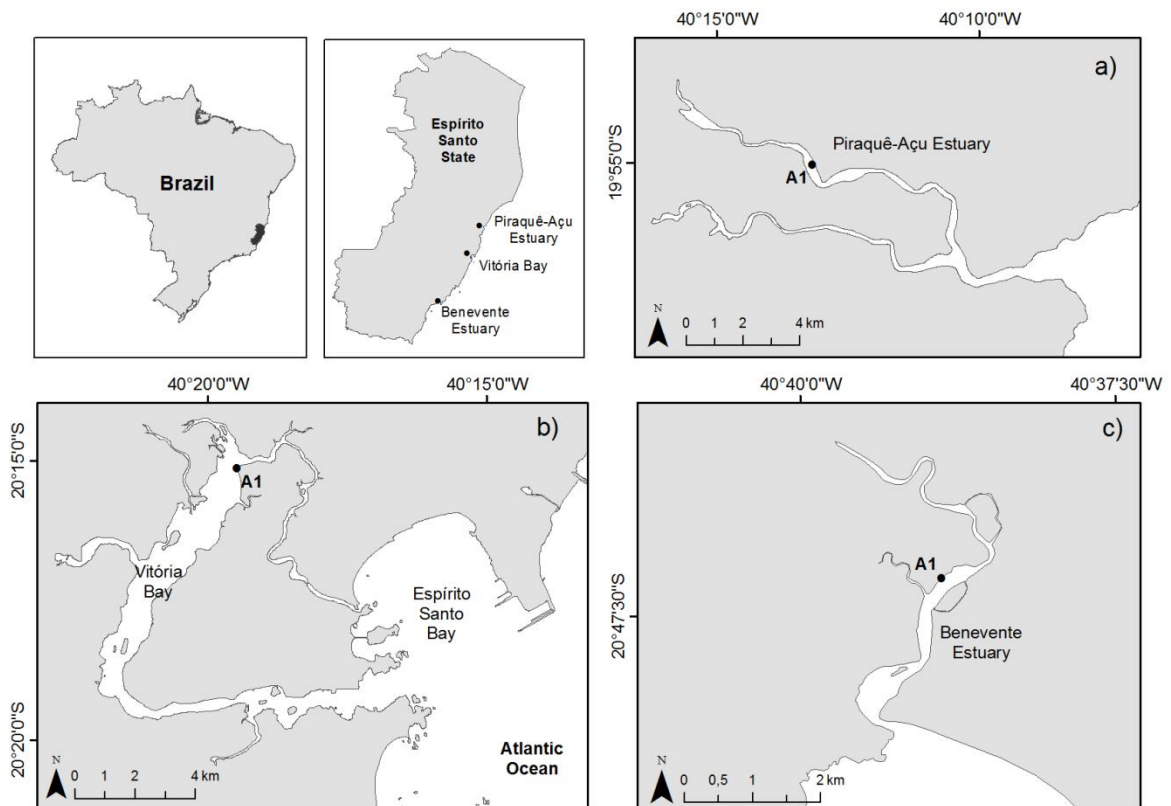 Brazil
Espírito
Santo
State
Piraquê-Açu
Estuary
Vitória Bay
Benevente
Estuary
40°15'0"W
40°10'0"W
a)
19°55'0"S
Piraquê-Açu Estuary
A1
N
0 1 2 4 km
40°20'0"W
40°15'0"W
b)
20°15'0"S
A1
Vitória
Bay
Espírito
Santo
Bay
20°20'0"S
Atlantic
Ocean
N
0 1 2 4 km
40°40'0"W
40°37'30"W
c)
A1
20°47'30"S
Benevente
Estuary
N
0 0,5 1 2 km